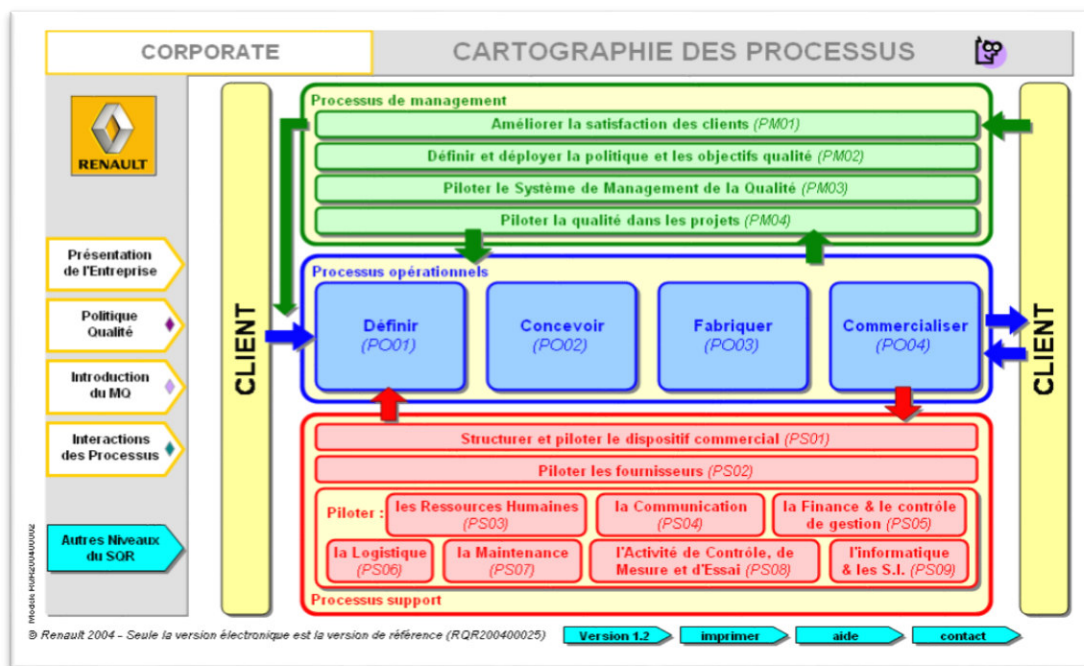 CORPORATE
CARTOGRAPHIE DES PROCESSUS
RENAULT
Présentation
de l'Entreprise
Politique
Qualité
Introduction
du MQ
Interactions
des Processus
Autres Niveaux
du SQR
CLIENT
Processus de management
Améliorer la satisfaction des clients (PM01)
Définir et déployer la politique et les objectifs qualité (PM02)
Piloter le Système de Management de la Qualité (PM03)
Piloter la qualité dans les projets (PM04)
Processus opérationnels
Définir
(PO01)
Concevoir
(PO02)
Fabriquer
(PO03)
Commercialiser
(PO04)
Structurer et piloter le dispositif commercial (PS01)
Piloter les fournisseurs (PS02)
Piloter :
les Ressources Humaines
(PS03)
la Communication
(PS04)
la Finance & le contrôle
de gestion (PS05)
la Logistique
(PS06)
la Maintenance
(PS07)
l'Activité de Contrôle, de
Mesure et d'Essai (PS08)
l'informatique
& les S.I. (PS09)
Processus support
CLIENT
© Renault 2004 - Seule la version électronique est la version de référence (RQR200400025)
Version 1.2
imprimer
aide
contact